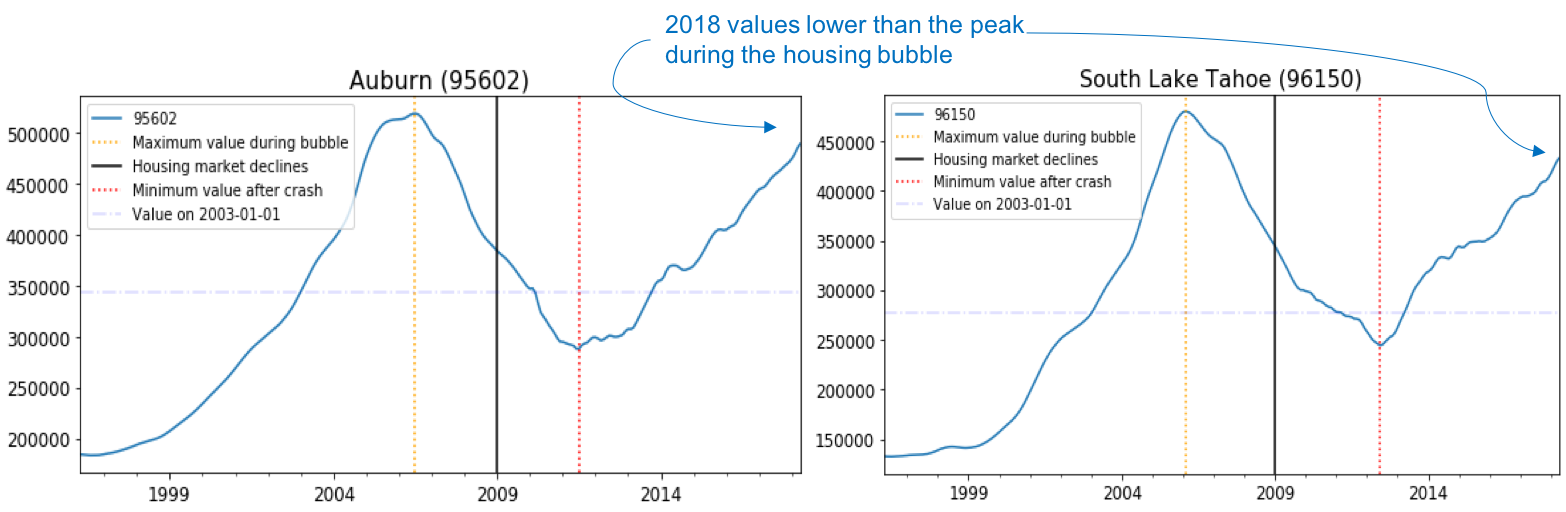 2018 values lower than the peak
during the housing bubble
Auburn (95602)
95602
Maximum value during bubble
Housing market declines
Minimum value after crash
Value on 2003-01-01
500000
450000
400000
350000
300000
250000
200000
1999 2004 2009 2014
South Lake Tahoe (96150)
96150
Maximum value during bubble
Housing market declines
Minimum value after crash
Value on 2003-01-01
450000
400000
350000
300000
250000
200000
150000
1999 2004 2009 2014